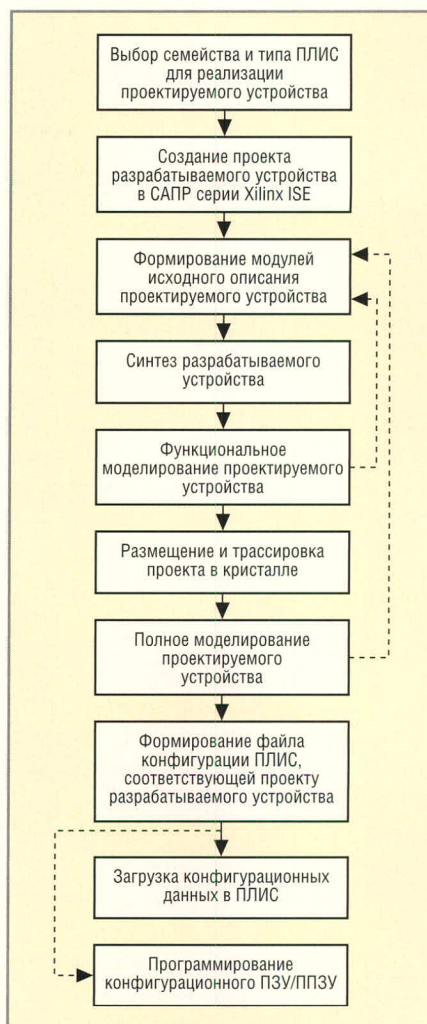 Выбор семейства и типа ПЛИС
для реализации
проектируемого устройства
Создание проекта
разрабатываемого устройства
в САПР серии Xilinx ISE
Формирование модулей
исходного описания
проектируемого устройства
Синтез разрабатываемого
устройства
Функциональное
моделирование проектируемого
устройства
Размещение и трассировка
проекта в кристалле
Полное моделирование
проектируемого
устройства
Формирование файла
конфигурации ПЛИС,
соответствующей проекту
разрабатываемого устройства
Загрузка конфигурационных
данных в ПЛИС
Программирование
конфигурационного ПЗУ/ППЗУ